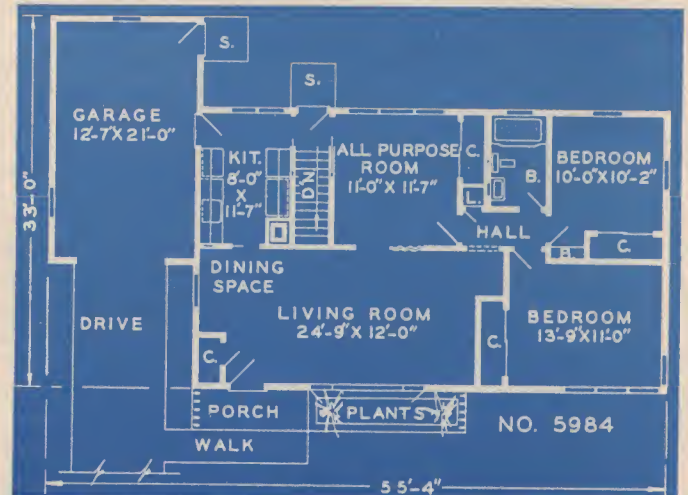 S.
S.
GARAGE
12'-7"X21'-0"
KIT.
8'-0"
X
11'-7"
D'N
ALL PURPOSE
ROOM
11'-0" X 11'-7"
C.
L.
B.
BEDROOM
10'-0"X10'-2"
HALL
B.
C.
33'-0"
DINING
SPACE
DRIVE
LIVING ROOM
24'-9"X 12'-0"
C.
C.
BEDROOM
13'-9"X11'-0"
PORCH
PLANTS
NO. 5984
WALK
55'-4"